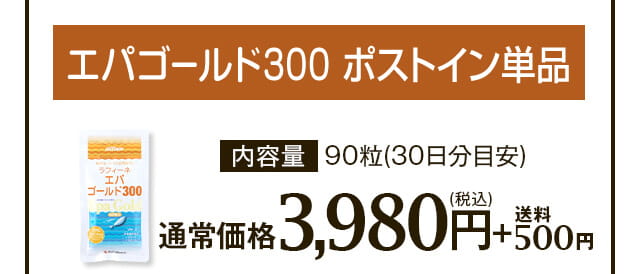 エパゴールド300 ポストイン単品
内容量 90粒(30日分目安)
ラフィーネ
エパ
ゴールド300
通常価格3,980円(税込)+送料500円